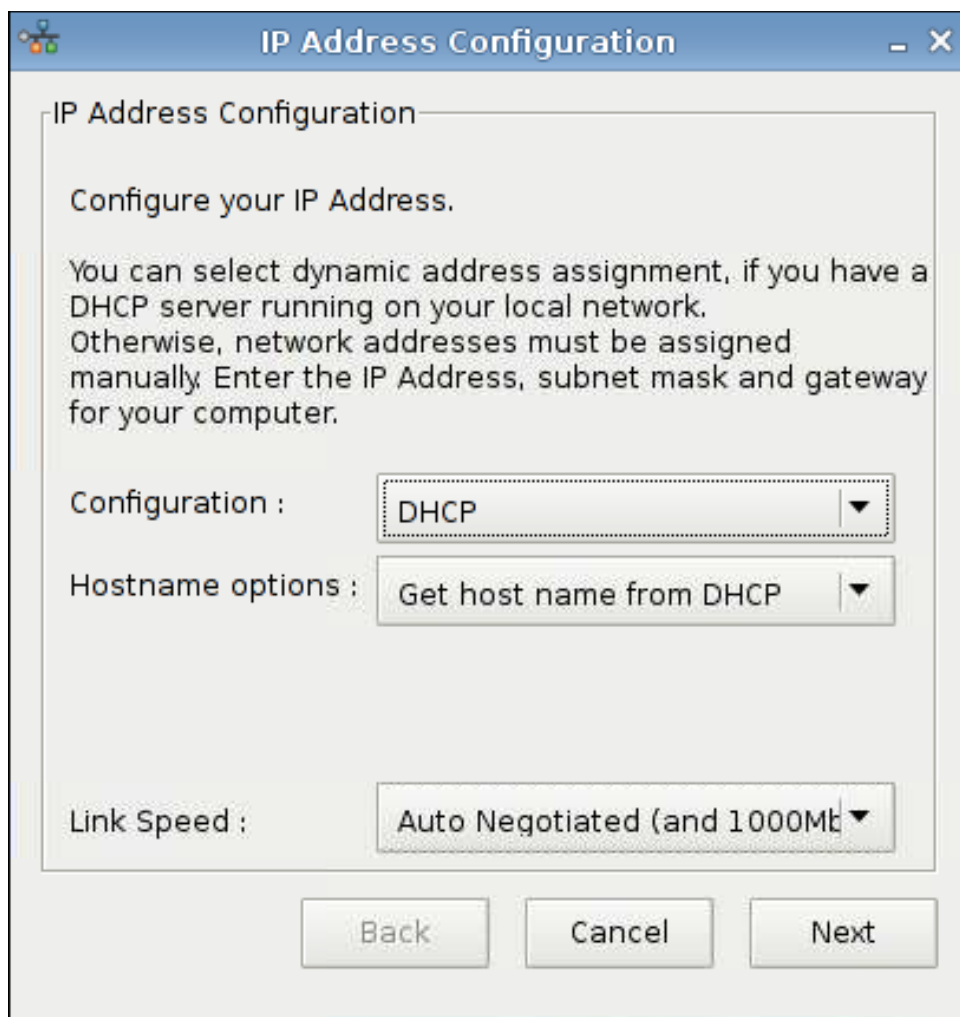 IP Address Configuration
IP Address Configuration
Configure your IP Address.
You can select dynamic address assignment, if you have a
DHCP server running on your local network.
Otherwise, network addresses must be assigned
manually. Enter the IP Address, subnet mask and gateway
for your computer.
Configuration : DHCP
Hostname options : Get host name from DHCP
Link Speed : Auto Negotiated (and 1000Mb
Back Cancel Next